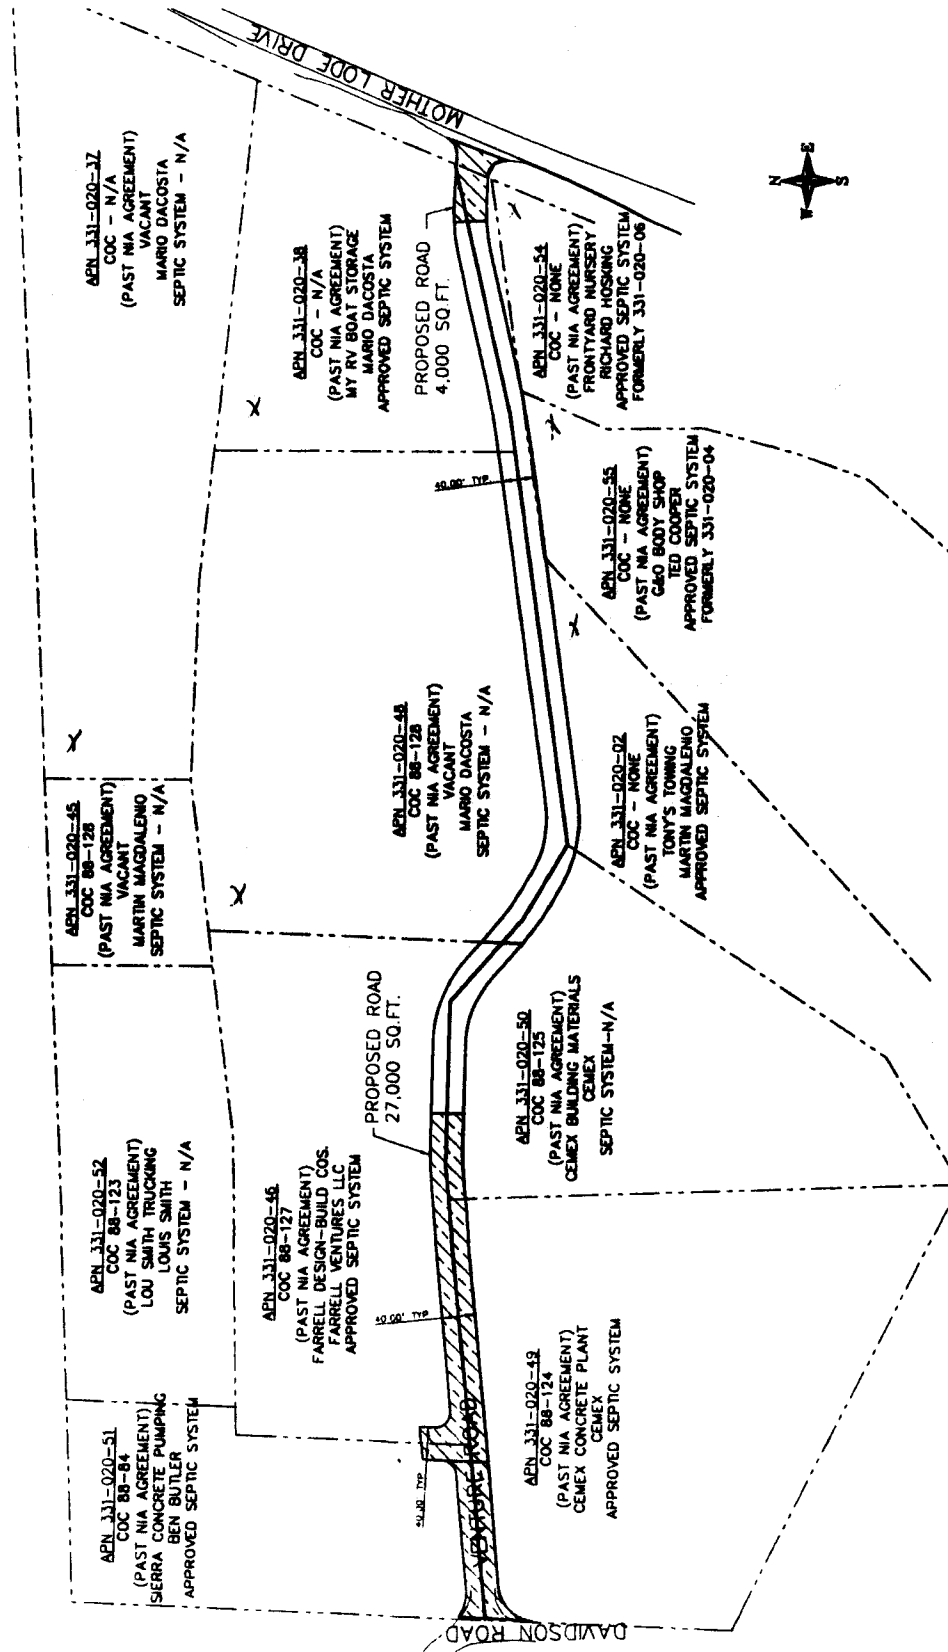 MOTHER LODE DRIVE
APN 331-020-37
COC - N/A
(PAST NIA AGREEMENT)
VACANT
MARIO DACOSTA
SEPTIC SYSTEM - N/A
APN 331-020-38
COC - N/A
(PAST NIA AGREEMENT)
MY RV BOAT STORAGE
MARIO DACOSTA
APPROVED SEPTIC SYSTEM
PROPOSED ROAD
4,000 SQ.FT.
N
E
S
W
APN 331-020-54
COC - NONE
(PAST NIA AGREEMENT)
FRONTYARD NURSERY
RICHARD HOSKING
APPROVED SEPTIC SYSTEM
FORMERLY 331-020-06
40.00' TYP.
APN 331-020-55
COC - NONE
(PAST NIA AGREEMENT)
G&O BODY SHOP
TED COOPER
APPROVED SEPTIC SYSTEM
FORMERLY 331-020-04
APN 331-020-45
COC 88-126
(PAST NIA AGREEMENT)
VACANT
MARTIN MAGDALENO
SEPTIC SYSTEM - N/A
APN 331-020-48
COC 88-128
(PAST NIA AGREEMENT)
VACANT
MARIO DACOSTA
SEPTIC SYSTEM - N/A
APN 331-020-02
COC - NONE
(PAST NIA AGREEMENT)
TONY'S TOWING
MARTIN MAGDALENO
APPROVED SEPTIC SYSTEM
APN 331-020-52
COC 88-123
(PAST NIA AGREEMENT)
LOU SMITH TRUCKING
LOUIS SMITH
SEPTIC SYSTEM - N/A
APN 331-020-46
COC 88-127
(PAST NIA AGREEMENT)
FARRELL DESIGN-BUILD COS.
FARRELL VENTURES LLC
APPROVED SEPTIC SYSTEM
PROPOSED ROAD
27,000 SQ.FT.
APN 331-020-50
COC 88-125
(PAST NIA AGREEMENT)
CEMEX BUILDING MATERIALS
CEMEX
SEPTIC SYSTEM-N/A
40.00' TYP
APN 331-020-51
COC 88-84
(PAST NIA AGREEMENT)
SIERRA CONCRETE PUMPING
BEN BUTLER
APPROVED SEPTIC SYSTEM
40.00 TYP
VENTURE ROAD
APN 331-020-49
COC 88-124
(PAST NIA AGREEMENT)
CEMEX CONCRETE PLANT
CEMEX
APPROVED SEPTIC SYSTEM
DAVIDSON ROAD